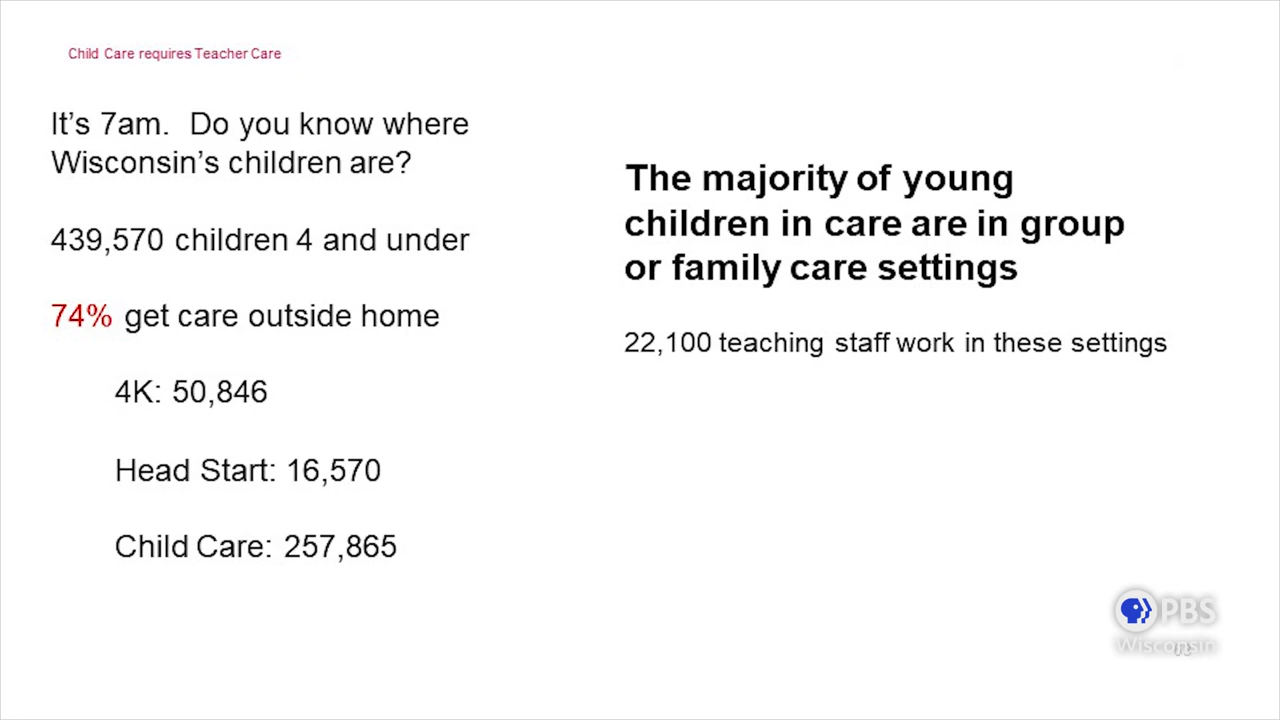 Child Care requires Teacher Care
It's 7am. Do you know where
Wisconsin's children are?
439,570 children 4 and under
74% get care outside home
4K: 50,846
Head Start: 16,570
Child Care: 257,865
The majority of young
children in care are in group
or family care settings
22,100 teaching staff work in these settings
PBS
Wisconsin